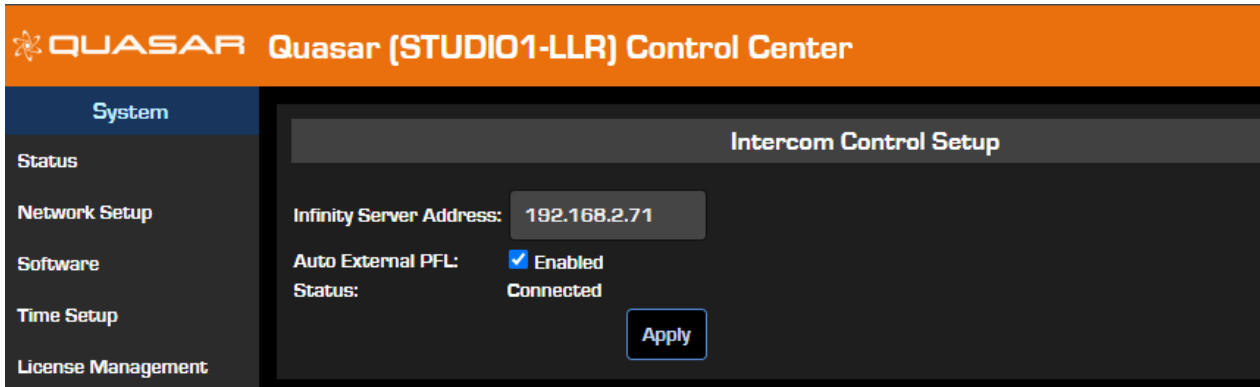 QUASAR Quasar (STUDIO1-LLR) Control Center
System
Status
Network Setup
Software
Time Setup
License Management
Intercom Control Setup
Infinity Server Address: 192.168.2.71
Auto External PFL: Enabled
Status: Connected
Apply